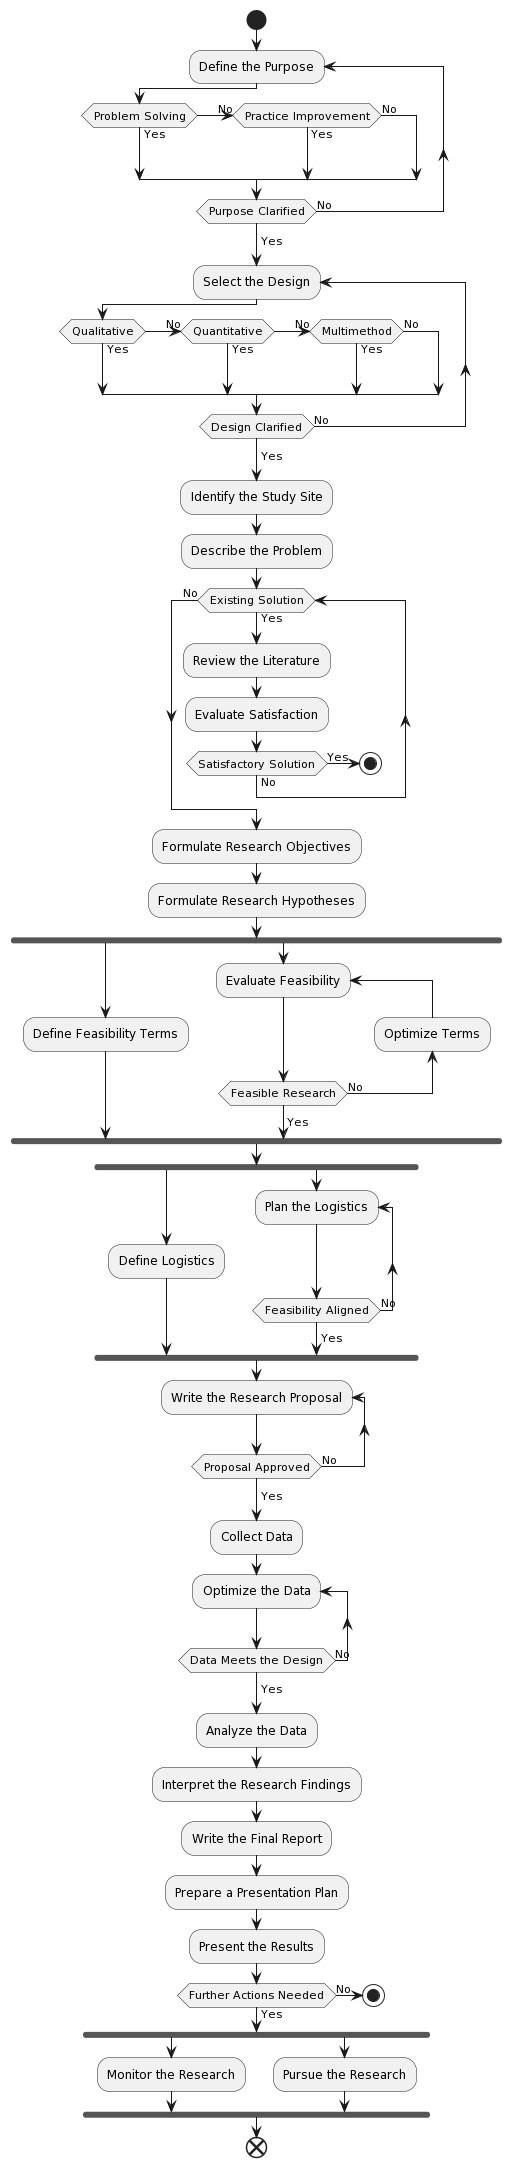 Define the Purpose
Problem Solving
No
Practice Improvement
No
Yes
Yes
Purpose Clarified
No
Yes
Select the Design
Qualitative
No
Quantitative
No
Multimethod
No
Yes
Yes
Yes
Design Clarified
No
Yes
Identify the Study Site
Describe the Problem
No
Existing Solution
Yes
Review the Literature
Evaluate Satisfaction
Satisfactory Solution
Yes
No
Formulate Research Objectives
Formulate Research Hypotheses
Evaluate Feasibility
Define Feasibility Terms
Optimize Terms
Feasible Research
No
Yes
Plan the Logistics
Define Logistics
Feasibility Aligned
No
Yes
Write the Research Proposal
Proposal Approved
No
Yes
Collect Data
Optimize the Data
Data Meets the Design
No
Yes
Analyze the Data
Interpret the Research Findings
Write the Final Report
Prepare a Presentation Plan
Present the Results
Further Actions Needed
No
Yes
Monitor the Research
Pursue the Research